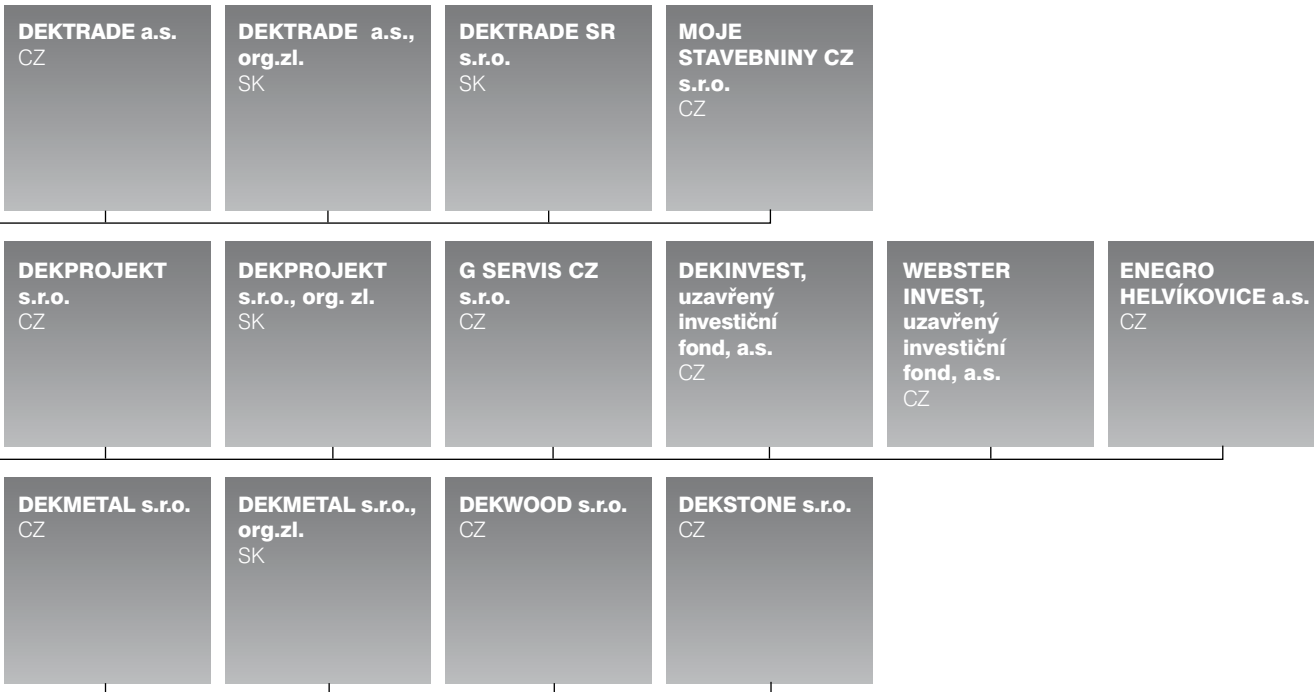 DEKTRADE a.s.
CZ
DEKTRADE a.s.,
org.zl.
SK
DEKTRADE SR
s.r.o.
SK
MOJE
STAVEBNINY CZ
s.r.o.
CZ
DEKPROJEKT
s.r.o.
CZ
DEKPROJEKT
s.r.o., org. zl.
SK
G SERVIS CZ
s.r.o.
CZ
DEKINVEST,
uzavřený
investiční
fond, a.s.
CZ
WEBSTER
INVEST,
uzavřený
investiční
fond, a.s.
CZ
ENEGRO
HELVÍKOVICE a.s.
CZ
DEKMETAL s.r.o.
CZ
DEKMETAL s.r.o.,
org.zl.
SK
DEKWOOD s.r.o.
CZ
DEKSTONE s.r.o.
CZ